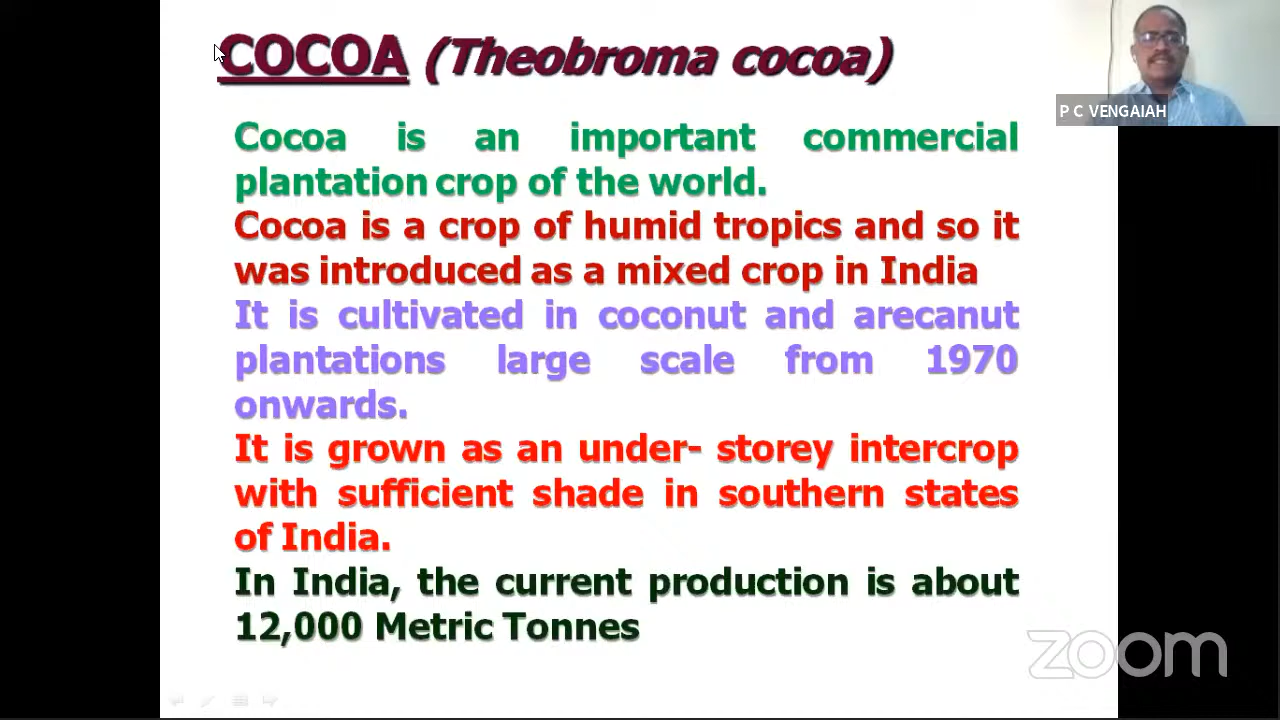 COCOA (Theobroma cocoa)
P C VENGAIAH
Cocoa is an important commercial
plantation crop of the world.
Cocoa is a crop of humid tropics and so it
was introduced as a mixed crop in India
It is cultivated in coconut and arecanut
plantations large scale from 1970
onwards.
It is grown as an under- storey intercrop
with sufficient shade in southern states
of India.
In India, the current production is about
12,000 Metric Tonnes
zoom